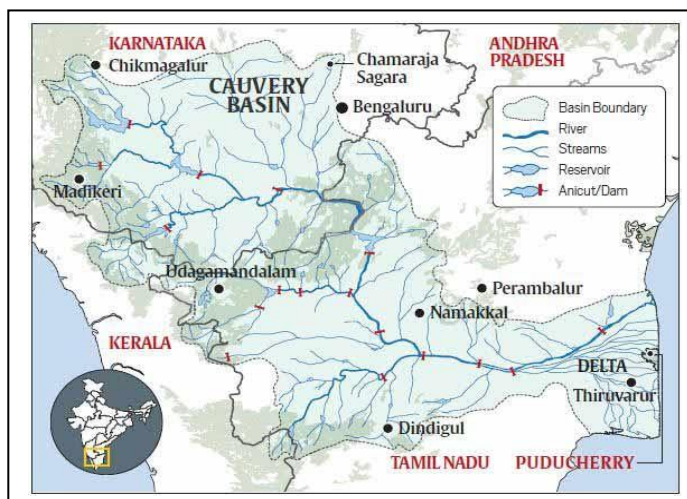 KARNATAKA
Chikmagalur
Chamaraja
Sagara
ANDHRA
PRADESH
CAUVERY
BASIN
Bengaluru
Basin Boundary
River
Streams
Reservoir
Anicut/Dam
Madikeri
Udagamandalam
Perambalur
Namakkal
KERALA
DELTA
Thiruvarur
Dindigul
TAMIL NADU
PUDUCHERRY